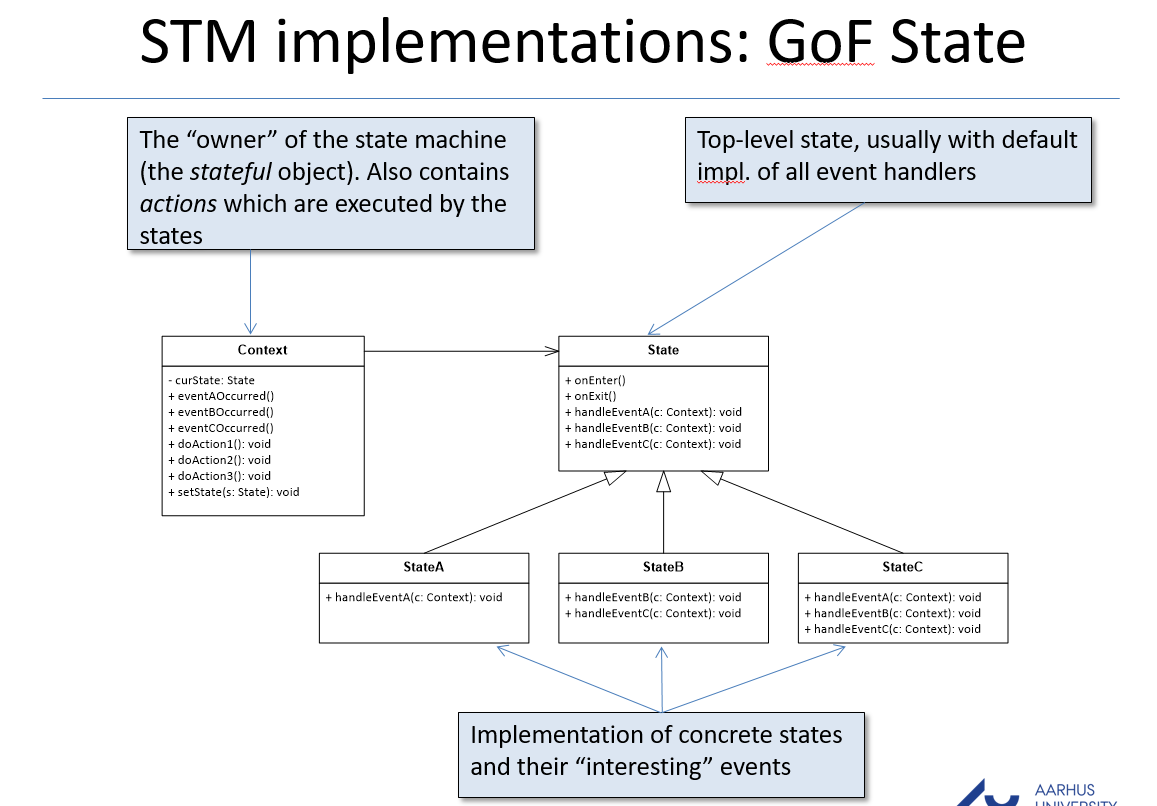 STM implementations: GoF State
The “owner” of the state machine
(the stateful object). Also contains
actions which are executed by the
states
Top-level state, usually with default
impl. of all event handlers
Context
- curState: State
+ eventAOccurred()
+ eventBOccurred()
+ eventCOccurred()
+ doAction1(): void
+ doAction2(): void
+ doAction3(): void
+ setState(s: State): void
State
+ onEnter()
+ onExit()
+ handleEventA(c: Context): void
+ handleEventB(c: Context): void
+ handleEventC(c: Context): void
StateA
+ handleEventA(c: Context): void
StateB
+ handleEventB(c: Context): void
+ handleEventC(c: Context): void
StateC
+ handleEventA(c: Context): void
+ handleEventB(c: Context): void
+ handleEventC(c: Context): void
Implementation of concrete states
and their “interesting” events
AARHUS
UNIVERSITY